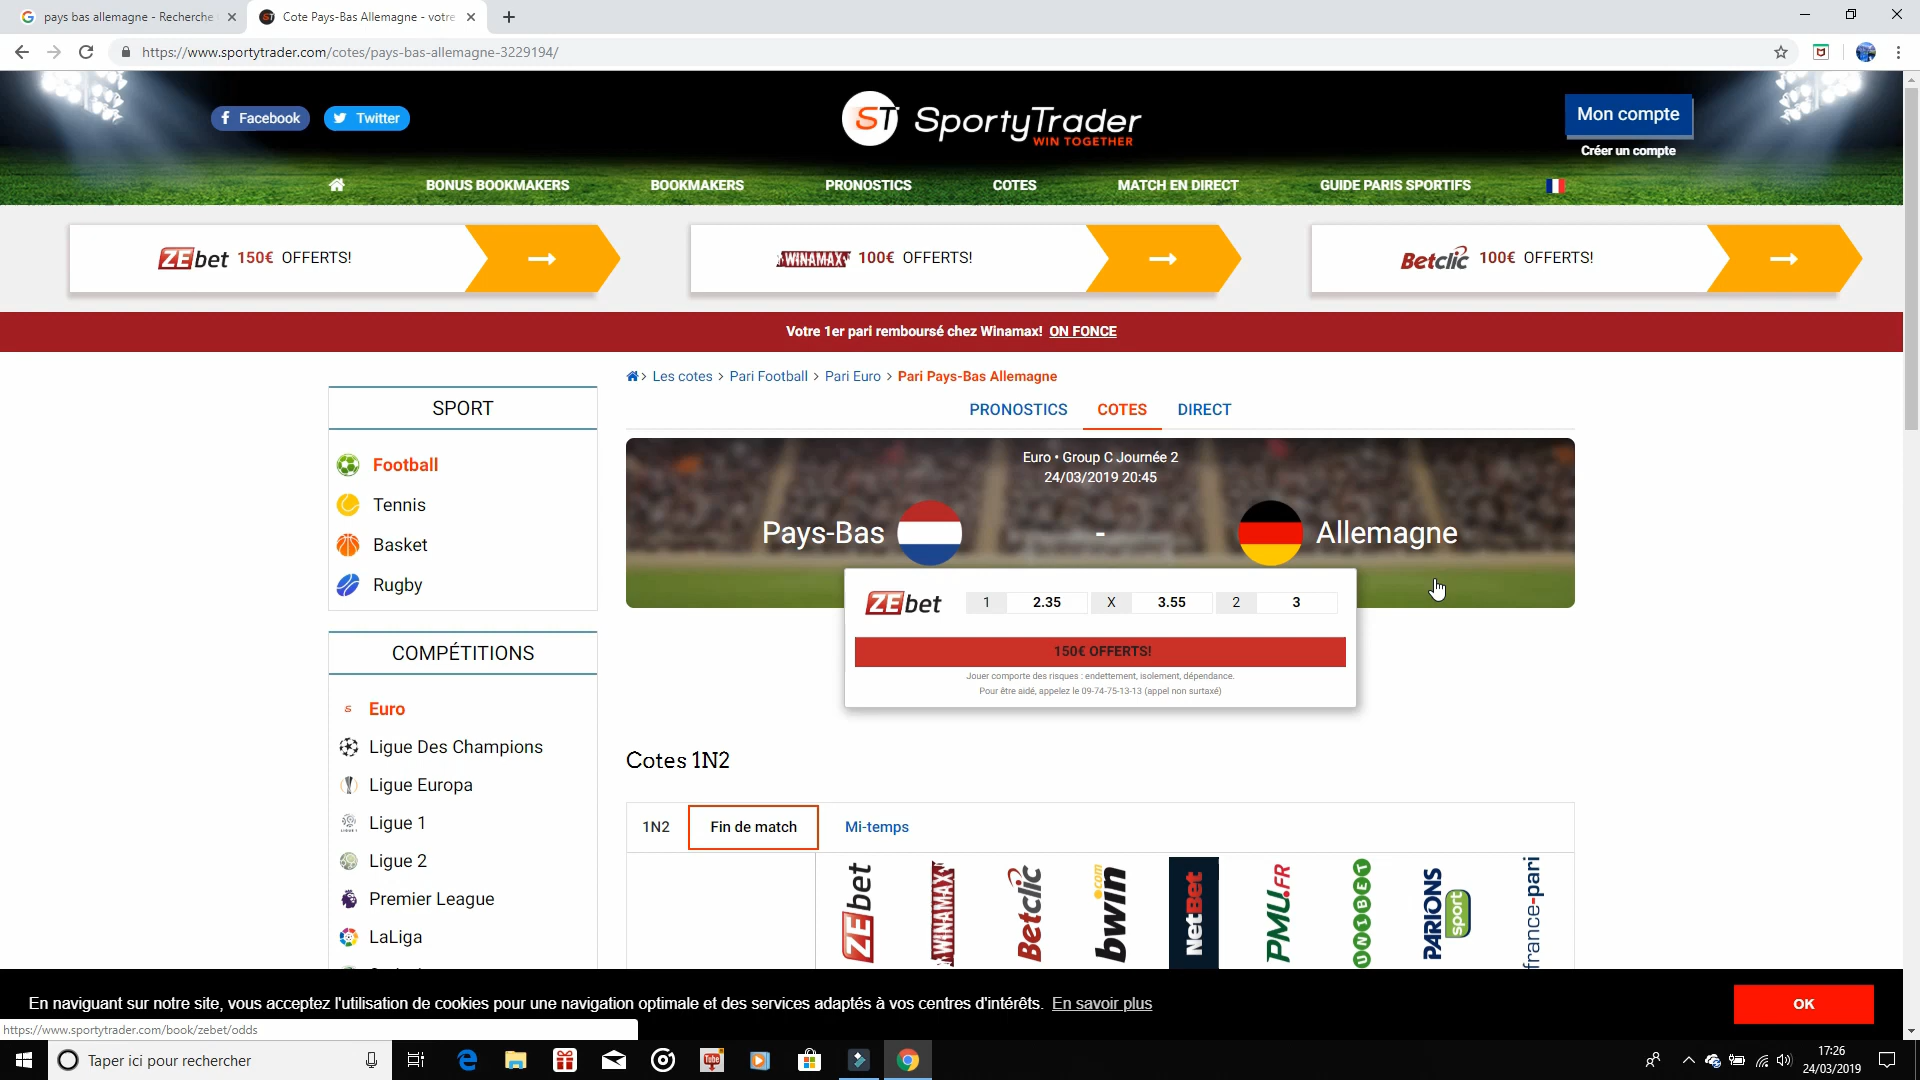 pays bas allemagne - Recherche
Cote Pays-Bas Allemagne - votre
https://www.sportytrader.com/cotes/pays-bas-allemagne-3229194/
Facebook
Twitter
ST SportyTrader
WIN TOGETHER
Mon compte
Créer un compte
BONUS BOOKMAKERS
BOOKMAKERS
PRONOSTICS
COTES
MATCH EN DIRECT
GUIDE PARIS SPORTIFS
ZEbet 150€ OFFERTS!
WINAMAX 100€ OFFERTS!
Betclic 100€ OFFERTS!
Votre 1er pari remboursé chez Winamax! ON FONCE
> Les cotes > Pari Football > Pari Euro > Pari Pays-Bas Allemagne
PRONOSTICS
COTES
DIRECT
SPORT
Football
Tennis
Basket
Rugby
Euro • Group C Journée 2
24/03/2019 20:45
Pays-Bas - Allemagne
ZEbet 1 2.35 X 3.55 2 3
150€ OFFERTS!
Jouer comporte des risques : endettement, isolement, dépendance.
Pour être aidé, appelez le 09-74-75-13-13 (appel non surtaxé)
COMPÉTITIONS
Euro
Ligue Des Champions
Ligue Europa
Ligue 1
Ligue 2
Premier League
LaLiga
Cotes 1N2
1N2
Fin de match
Mi-temps
ZEbet
WINAMAX
Betclic
bwin.com
NetBet
PMU.FR
UNIBET
PARIONS sport
france-pari
En naviguant sur notre site, vous acceptez l'utilisation de cookies pour une navigation optimale et des services adaptés à vos centres d'intérêts. En savoir plus
OK
https://www.sportytrader.com/book/zebet/odds
Taper ici pour rechercher
17:26
24/03/2019